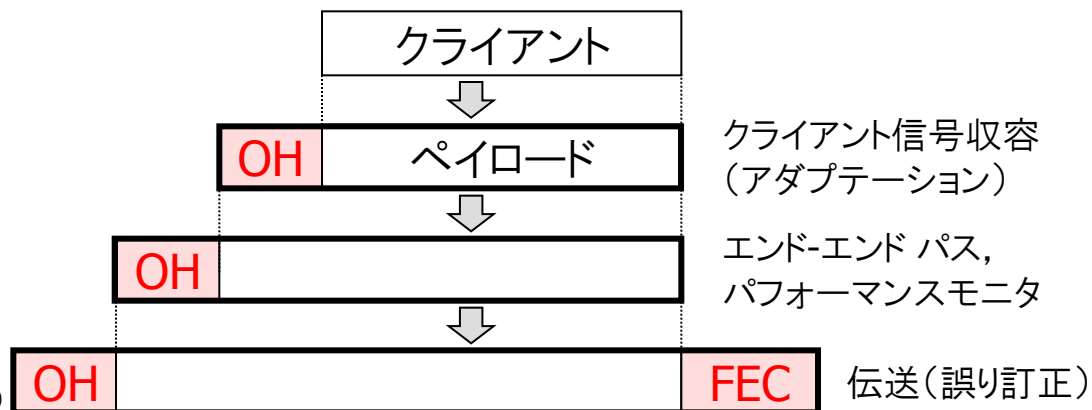 クライアント
OH ペイロード
クライアント信号収容
（アダプテーション）
OH
エンド-エンド パス，
パフォーマンスモニタ
OH FEC 伝送（誤り訂正）